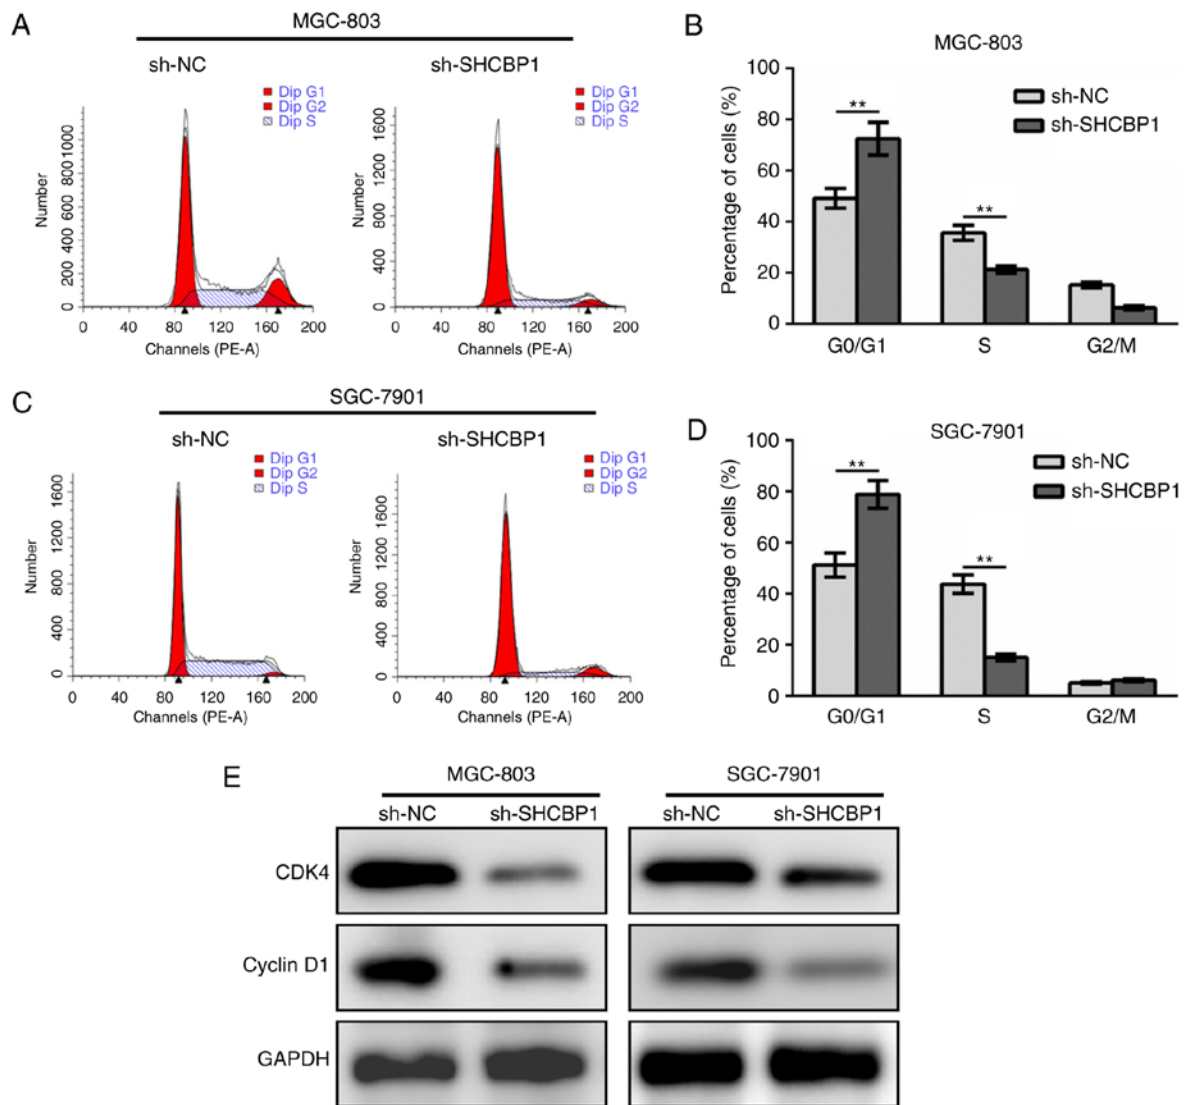 A
MGC-803
sh-NC
sh-SHCBP1
Dip G1
Dip G2
Dip S
Number
0 200 400 600 8001000
0 40 80 120 160 200
Channels (PE-A)
Dip G1
Dip G2
Dip S
Number
0 400 800 1200 1600
0 40 80 120 160 200
Channels (PE-A)
B
MGC-803
Percentage of cells (%)
100
80
60
40
20
0
**
**
sh-NC
sh-SHCBP1
G0/G1 S G2/M
C
SGC-7901
sh-NC
sh-SHCBP1
Dip G1
Dip G2
Dip S
Number
0 400 800 1200 1600
0 40 80 120 160 200
Channels (PE-A)
Dip G1
Dip G2
Dip S
Number
0 400 800 1200 1600
0 40 80 120 160 200
Channels (PE-A)
D
SGC-7901
Percentage of cells (%)
100
80
60
40
20
0
**
**
sh-NC
sh-SHCBP1
G0/G1 S G2/M
E
MGC-803 SGC-7901
sh-NC sh-SHCBP1 sh-NC sh-SHCBP1
CDK4
Cyclin D1
GAPDH